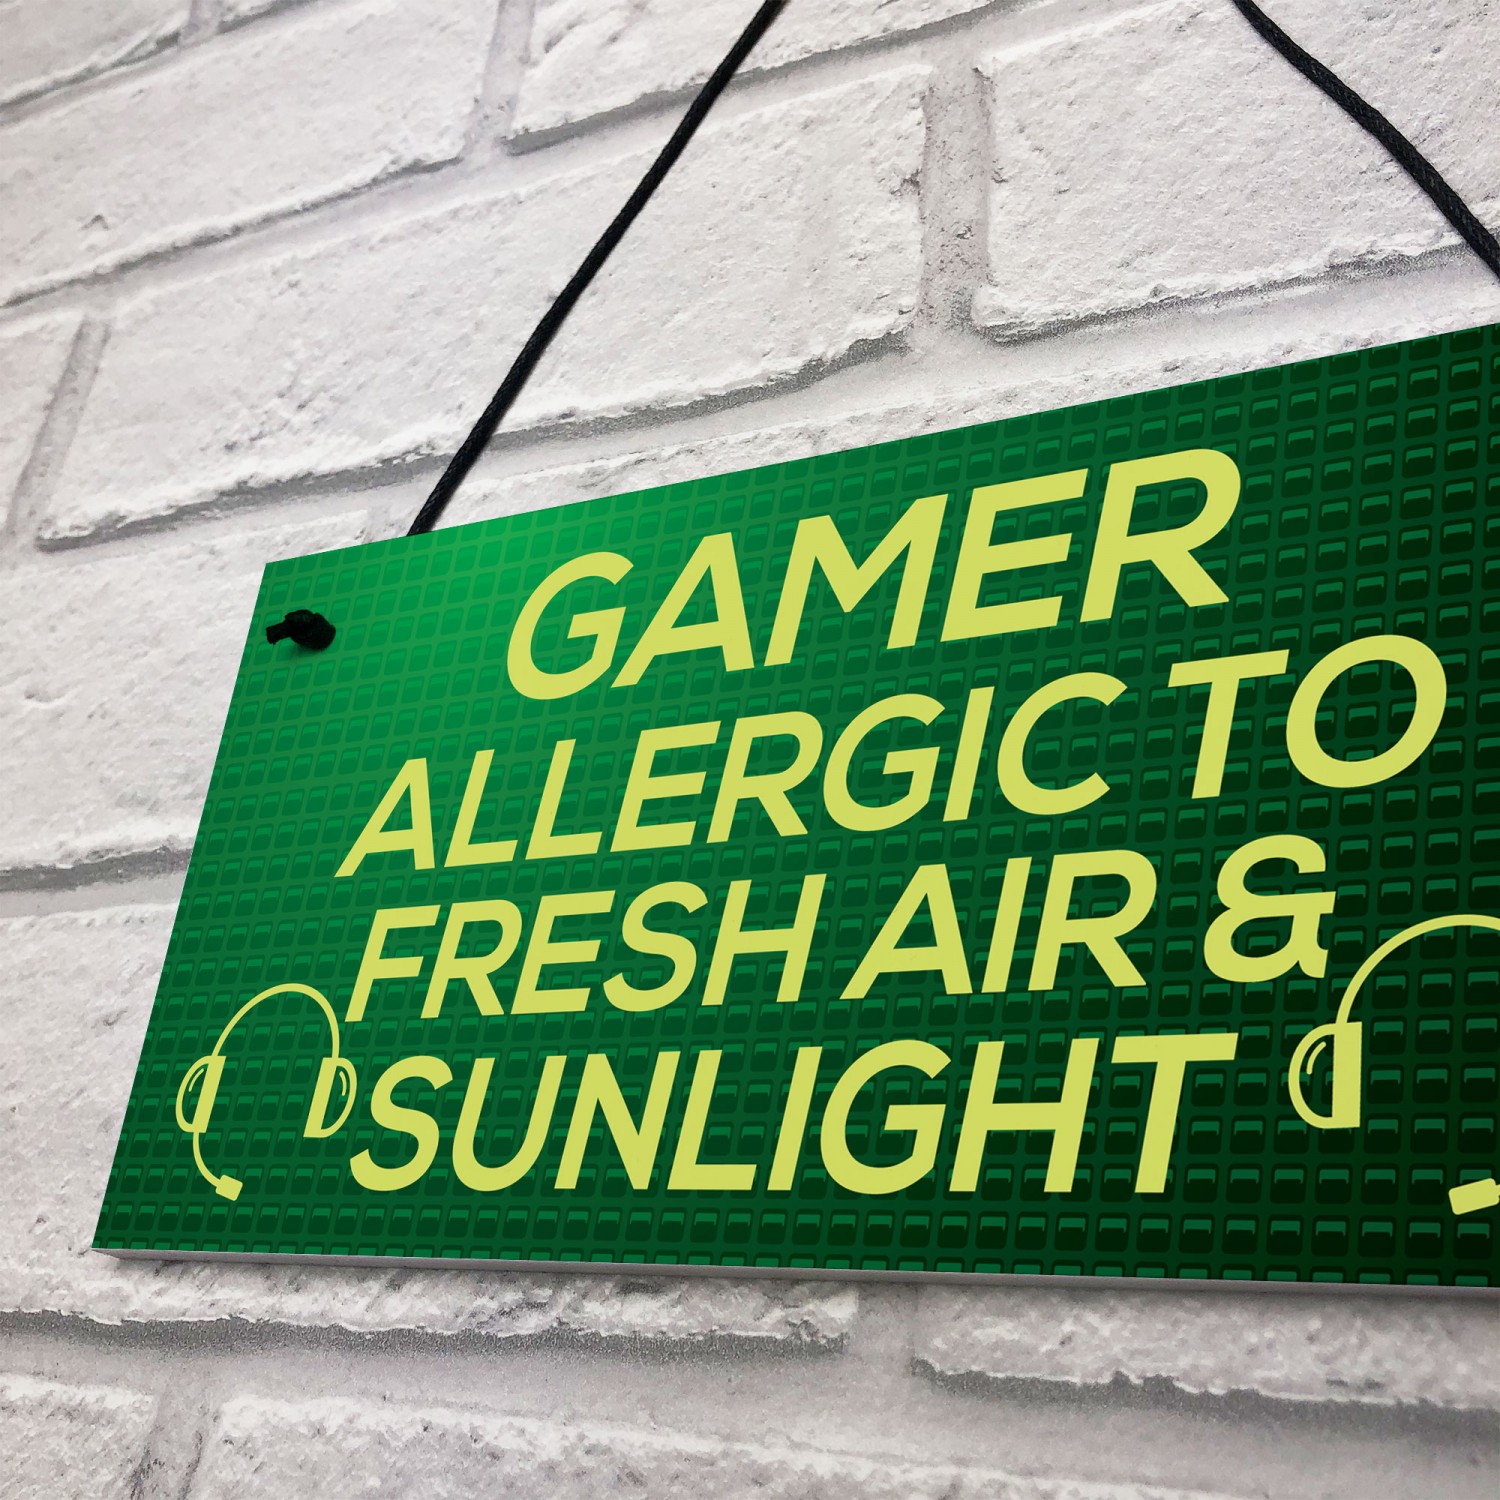 GAMER
ALLERGIC TO
FRESH AIR &
SUNLIGHT